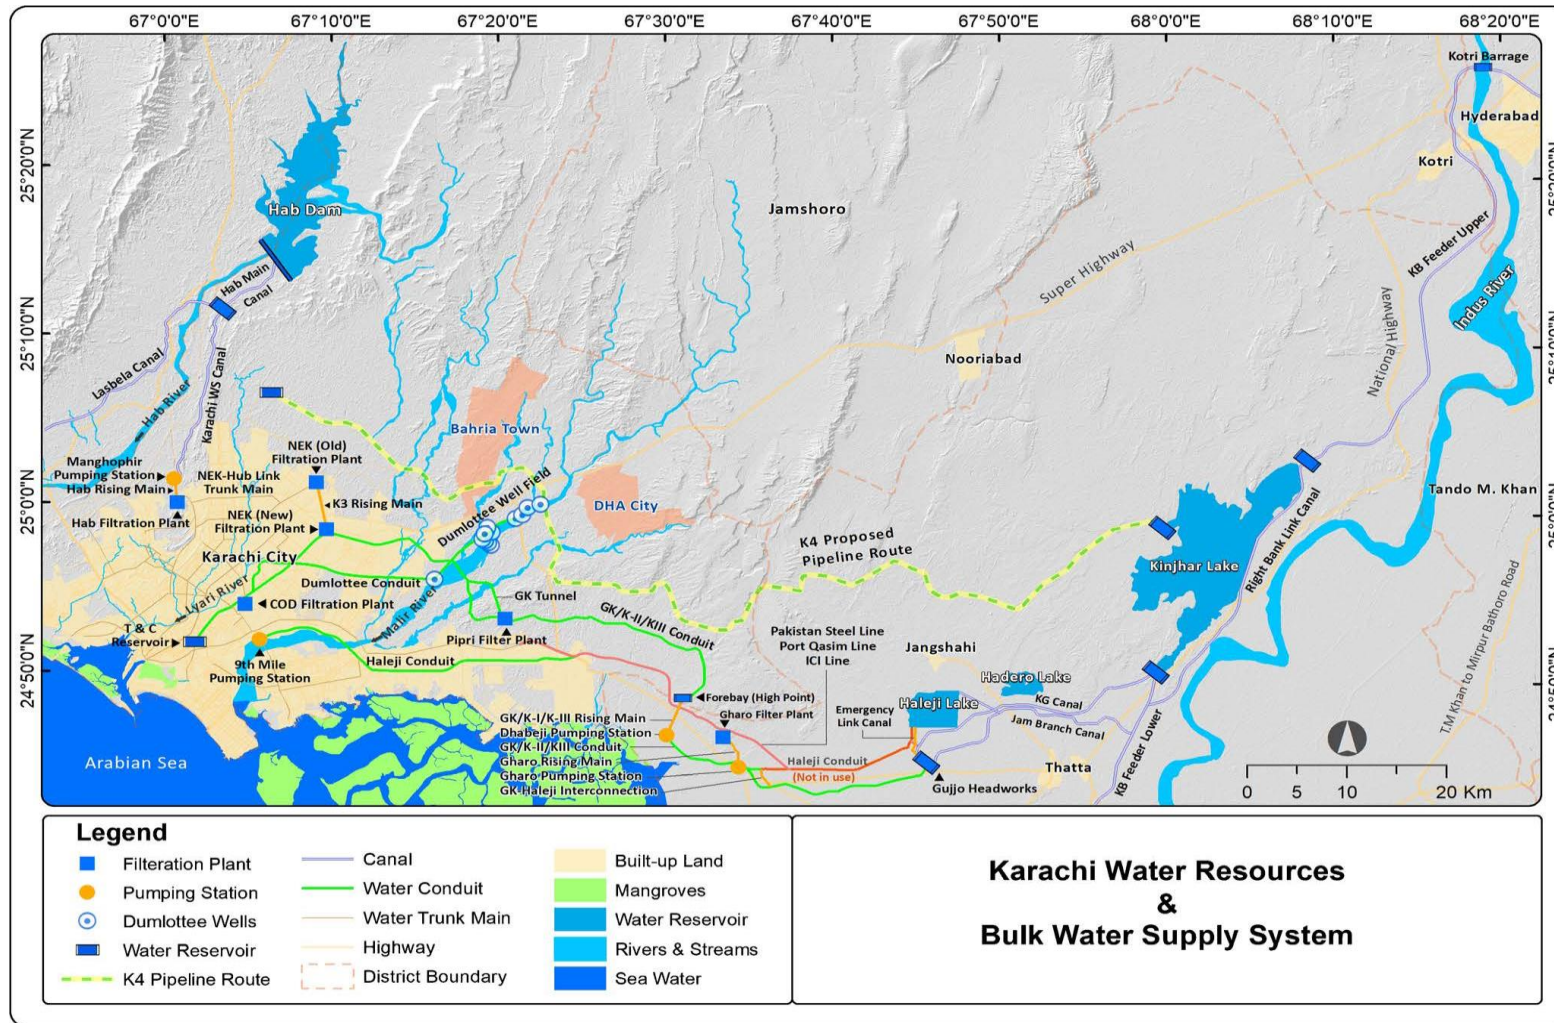 67°0'0"E
67°10'0"E
67°20'0"E
67°30'0"E
67°40'0"E
67°50'0"E
68°0'0"E
68°10'0"E
68°20'0"E
25°20'0"N
25°10'0"N
25°0'0"N
24°50'0"N
25°20'0"N
25°10'0"N
25°0'0"N
24°50'0"N
Kotri Barrage
Hyderabad
Kotri
Hab Dam
Jamshoro
KB Feeder Upper
Super Highway
Hab Main
Canal
Indus River
National Highway
Nooriabad
Lasbela Canal
Hab River
Karachi WS Canal
Bahria Town
NEK (Old)
Filtration Plant
Manghophir
Pumping Station
Hab Rising Main
NEK-Hub Link
Trunk Main
K3 Rising Main
Hab Filtration Plant
NEK (New)
Filtration Plant
Dumlottee Well Field
DHA City
Tando M. Khan
K4 Proposed
Pipeline Route
Right Bank Link Canal
Kinjhar Lake
Karachi City
Dumlottee Conduit
Lyari River
COD Filtration Plant
GK Tunnel
GK/K-II/KIII Conduit
Malir River
T & C
Reservoir
Pipri Filter Plant
Pakistan Steel Line
Port Qasim Line
ICI Line
Jangshahi
Haleji Conduit
9th Mile
Pumping Station
Hadero Lake
Haleji Lake
KG Canal
Jam Branch Canal
Forebay (High Point)
Gharo Filter Plant
Emergency
Link Canal
GK/K-I/K-III Rising Main
Dhabeji Pumping Station
GK/K-II/KIII Conduit
Gharo Rising Main
Gharo Pumping Station
GK-Haleji Interconnection
Haleji Conduit
(Not in use)
Gujjo Headworks
Thatta
KB Feeder Lower
T.M Khan to Mirpur Bathoro Road
Arabian Sea
0 5 10 20 Km
Legend
Filteration Plant
Pumping Station
Dumlottee Wells
Water Reservoir
K4 Pipeline Route
Canal
Water Conduit
Water Trunk Main
Highway
District Boundary
Built-up Land
Mangroves
Water Reservoir
Rivers & Streams
Sea Water
Karachi Water Resources
&
Bulk Water Supply System